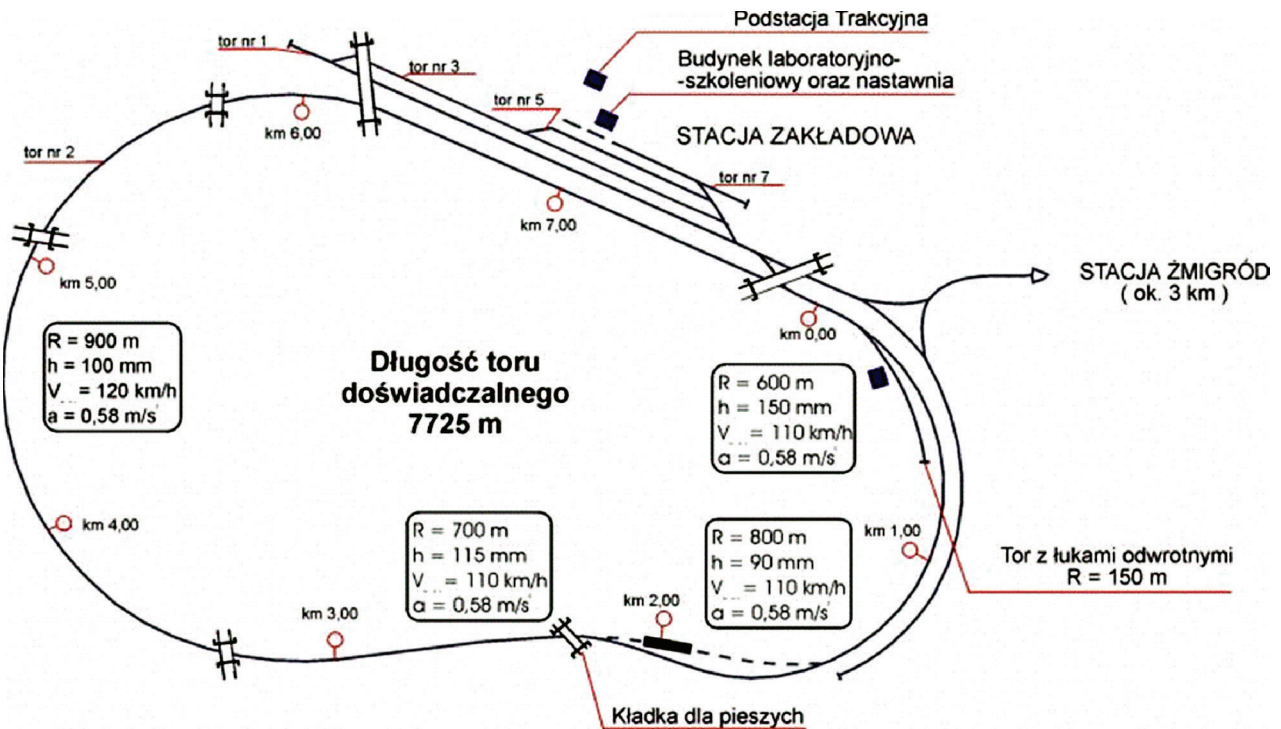 Podstacja Trakcyjna
Budynek laboratoryjno-
-szkoleniowy oraz nastawnia
STACJA ZAKŁADOWA
tor nr 1
tor nr 3
tor nr 5
tor nr 7
tor nr 2
km 6,00
km 7,00
km 5,00
km 0,00
STACJA ŻMIGRÓD
( ok. 3 km )
R = 900 m
h = 100 mm
V = 120 km/h
a = 0,58 m/s
Długość toru
doświadczalnego
7725 m
R = 600 m
h = 150 mm
V = 110 km/h
a = 0,58 m/s
km 4,00
R = 700 m
h = 115 mm
V = 110 km/h
a = 0,58 m/s
R = 800 m
h = 90 mm
V = 110 km/h
a = 0,58 m/s
km 1,00
Tor z łukami odwrotnymi
R = 150 m
km 3,00
km 2,00
Kładka dla pieszych